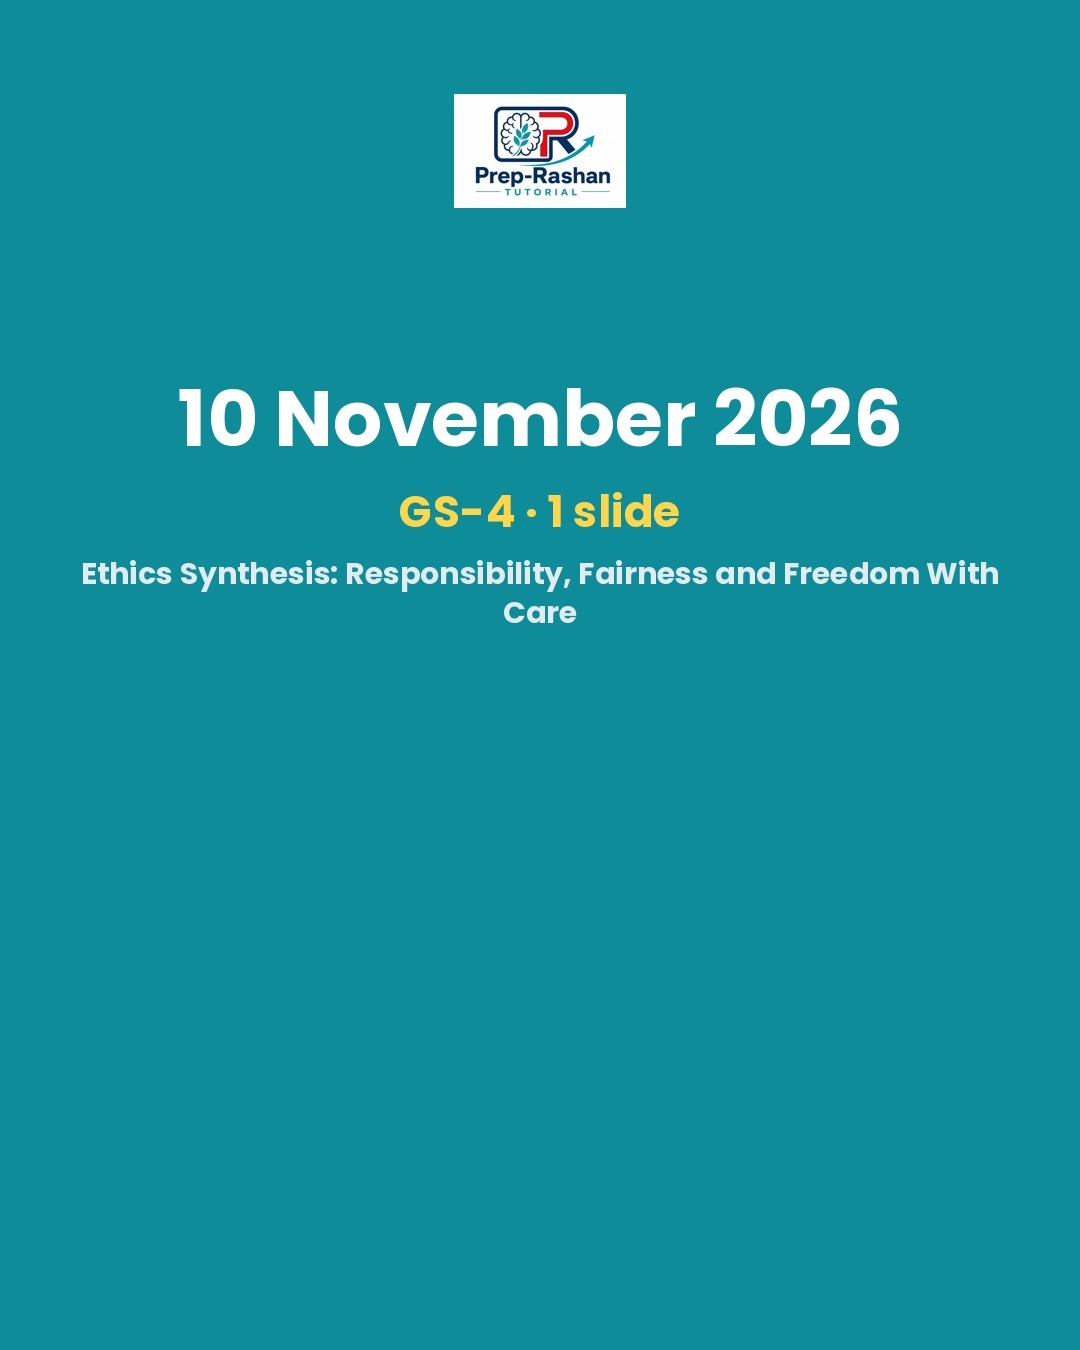 Prep-Rashan
TUTORIAL
10 November 2026
GS-4 · 1 slide
Ethics Synthesis: Responsibility, Fairness and Freedom With
Care